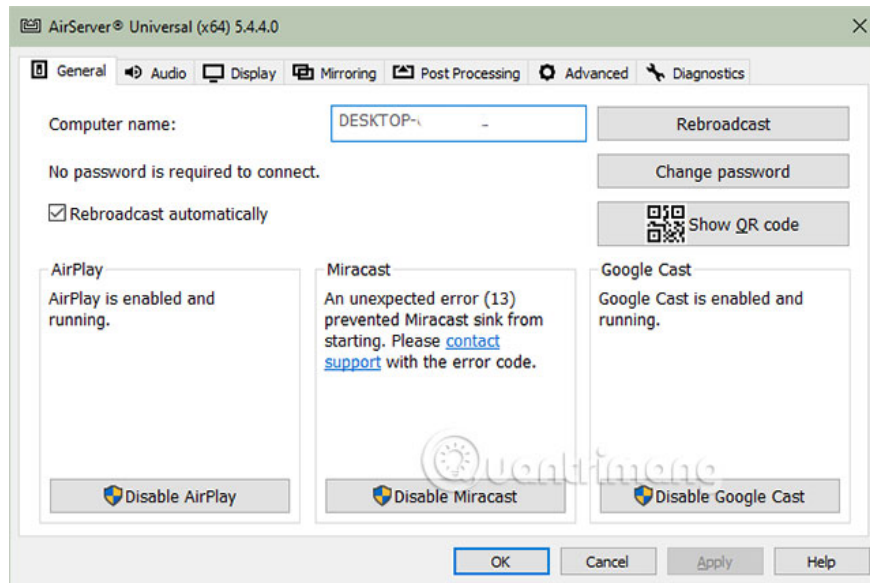 AirServer® Universal (x64) 5.4.4.0
General Audio Display Mirroring Post Processing Advanced Diagnostics
Computer name: DESKTOP- Rebroadcast
No password is required to connect. Change password
Rebroadcast automatically
Show QR code
AirPlay
AirPlay is enabled and
running.
Disable AirPlay
Miracast
An unexpected error (13)
prevented Miracast sink from
starting. Please contact
support with the error code.
Disable Miracast
Google Cast
Google Cast is enabled and
running.
Disable Google Cast
Quantrimang
OK Cancel Apply Help